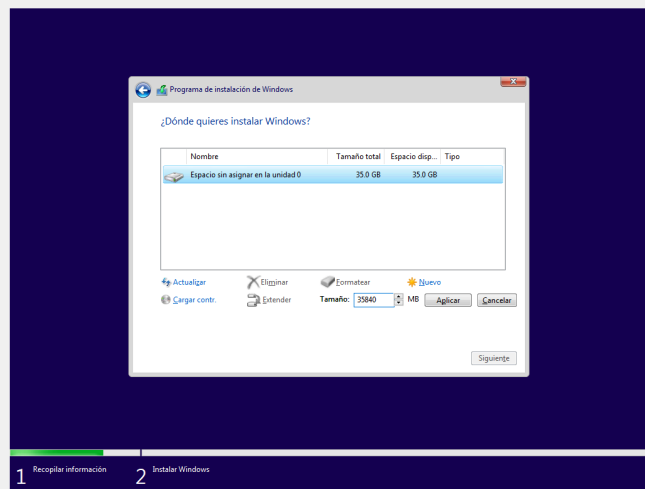 Programa de instalación de Windows
¿Dónde quieres instalar Windows?
Nombre Tamaño total Espacio disp... Tipo
Espacio sin asignar en la unidad 0 35.0 GB 35.0 GB
Actualizar Eliminar Formatear Nuevo
Cargar contr. Extender Tamaño: 35840 MB Aplicar Cancelar
Siguiente
1 Recopilar información 2 Instalar Windows